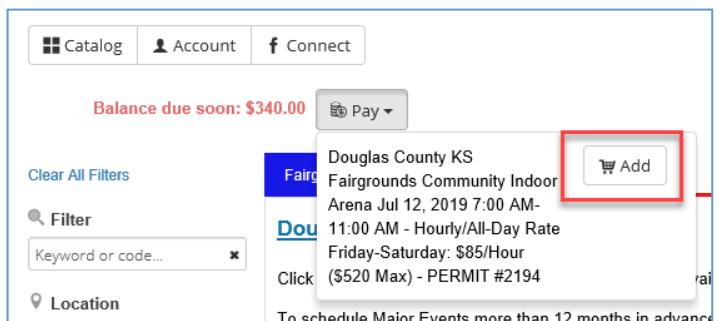 Catalog
Account
Connect
Balance due soon: $340.00
Pay
Douglas County KS
Fairgrounds Community Indoor
Arena Jul 12, 2019 7:00 AM-
11:00 AM - Hourly/All-Day Rate
Friday-Saturday: $85/Hour
($520 Max) - PERMIT #2194
Add
Clear All Filters
Fairg
Filter
Dou
Keyword or code...
Click
Location
To schedule Major Events more than 12 months in advance